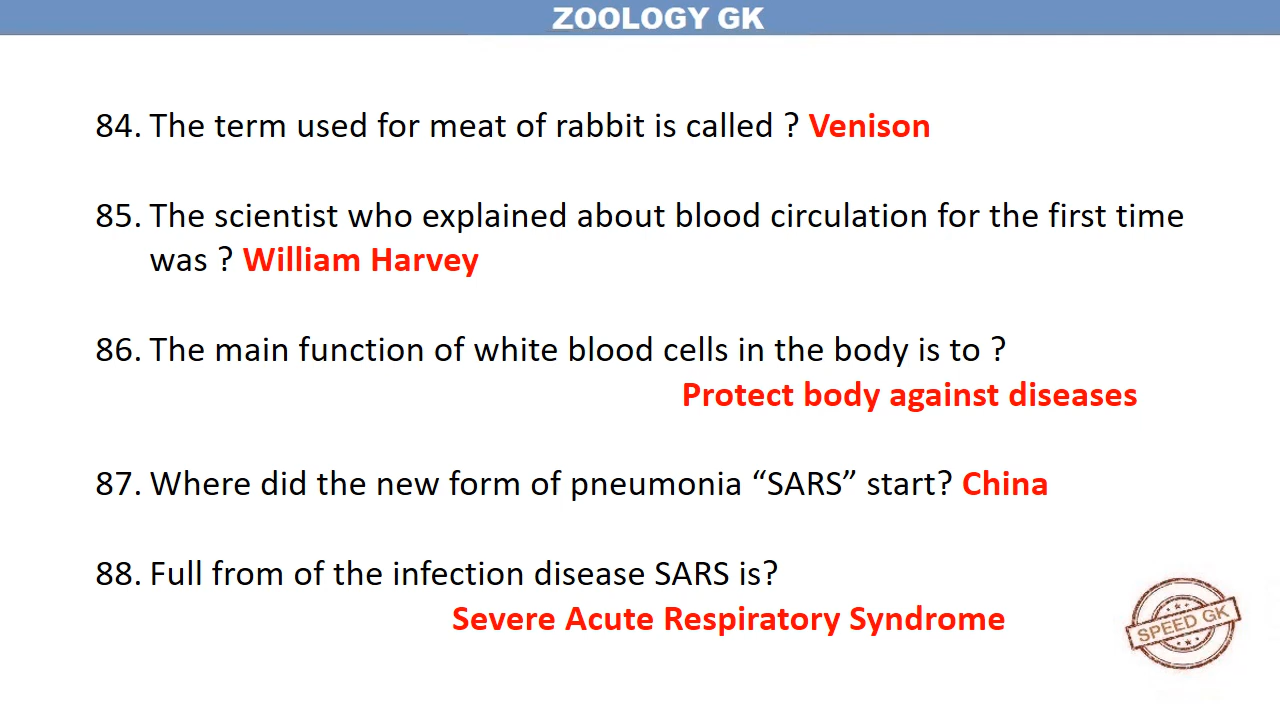 ZOOLOGY GK
84. The term used for meat of rabbit is called ? Venison
85. The scientist who explained about blood circulation for the first time
was ? William Harvey
86. The main function of white blood cells in the body is to ?
Protect body against diseases
87. Where did the new form of pneumonia “SARS” start? China
88. Full from of the infection disease SARS is?
Severe Acute Respiratory Syndrome
SPEED GK